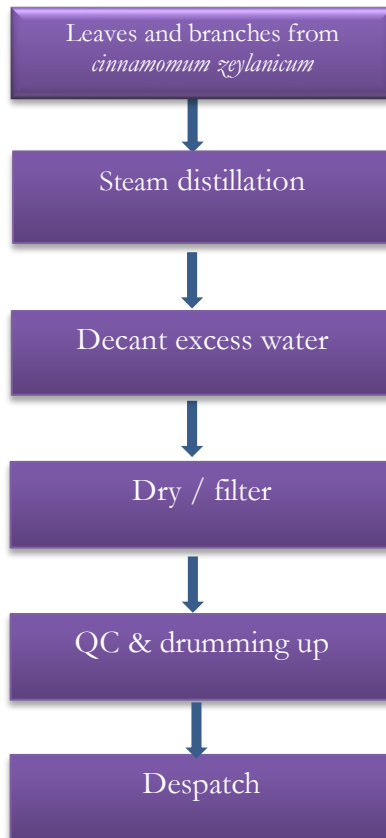 Leaves and branches from
cinnamomum zeylanicum
Steam distillation
Decant excess water
Dry / filter
QC & drumming up
Despatch